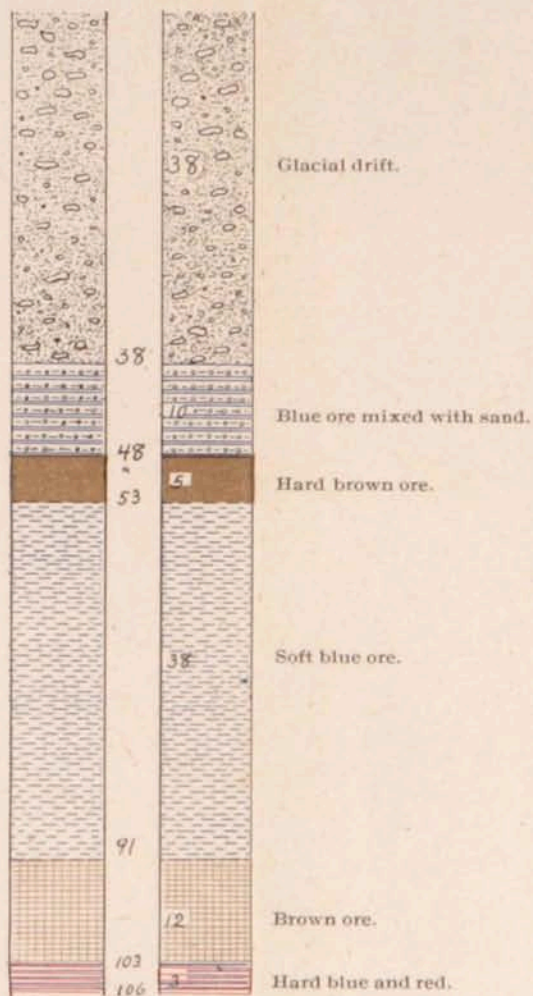 38
Glacial drift.
38
10
Blue ore mixed with sand.
48
5
Hard brown ore.
53
38
Soft blue ore.
91
12
Brown ore.
103
3
Hard blue and red.
106